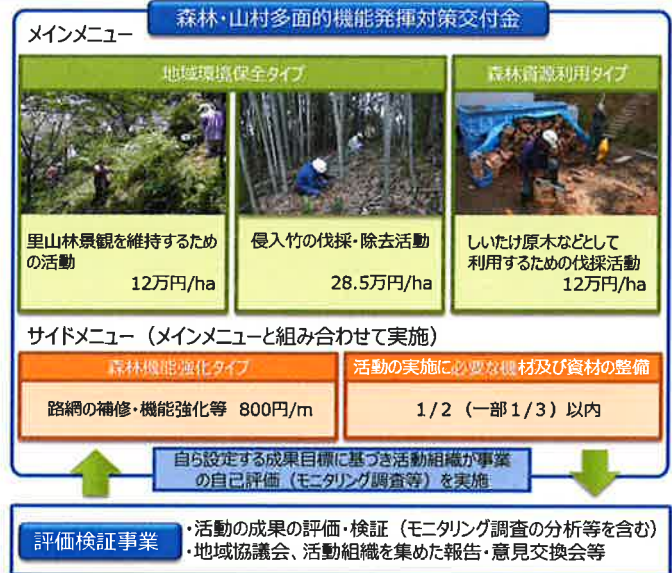 森林・山村多面的機能発揮対策交付金
メインメニュー
地域環境保全タイプ
森林資源利用タイプ
里山林景観を維持するため
の活動
12万円/ha
侵入竹の伐採・除去活動
28.5万円/ha
しいたけ原木などとして
利用するための伐採活動
12万円/ha
サイドメニュー（メインメニューと組み合わせて実施）
森林機能強化タイプ
路網の補修・機能強化等 800円/m
活動の実施に必要な機材及び資材の整備
1/2（一部1/3）以内
自ら設定する成果目標に基づき活動組織が事業
の自己評価（モニタリング調査等）を実施
評価検証事業
・活動の成果の評価・検証（モニタリング調査の分析等を含む）
・地域協議会、活動組織を集めた報告・意見交換会等